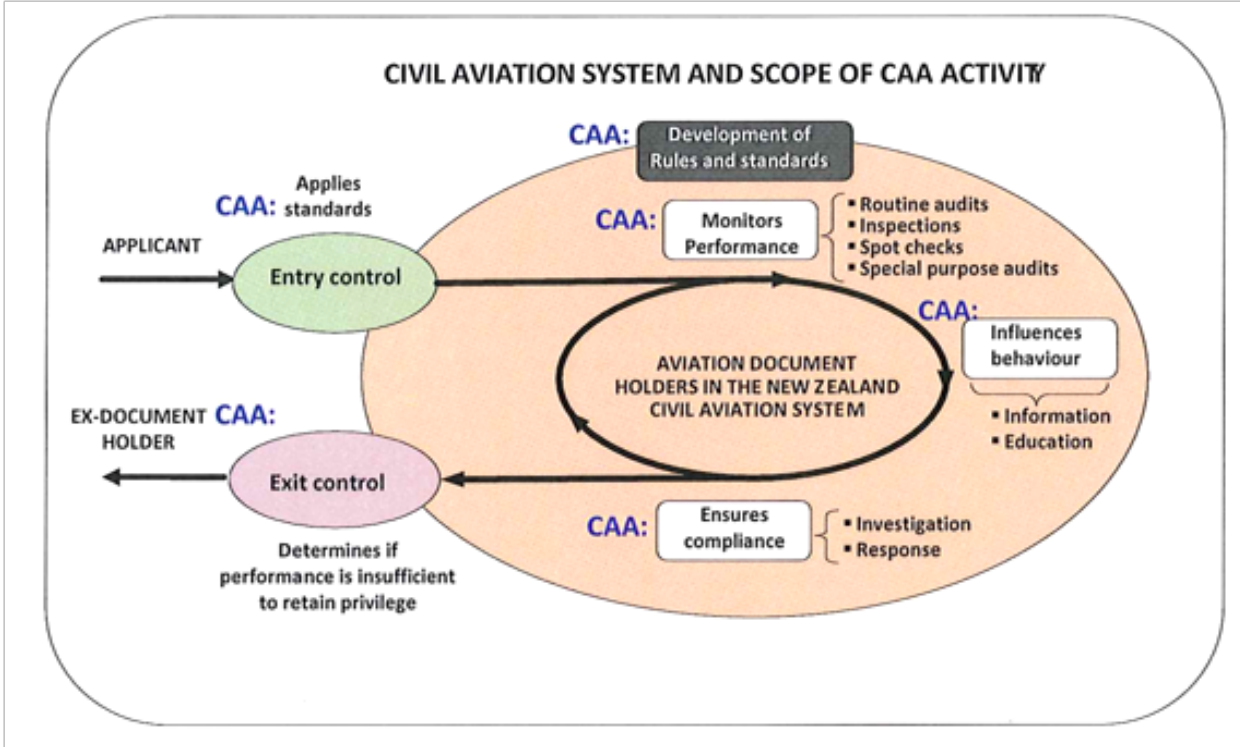 CIVIL AVIATION SYSTEM AND SCOPE OF CAA ACTIVITY
CAA:
Development of
Rules and standards
CAA:
Applies
standards
APPLICANT
Entry control
CAA:
Monitors
Performance
▪ Routine audits
▪ Inspections
▪ Spot checks
▪ Special purpose audits
CAA:
Influences
behaviour
▪ Information
▪ Education
AVIATION DOCUMENT
HOLDERS IN THE NEW ZEALAND
CIVIL AVIATION SYSTEM
EX-DOCUMENT
HOLDER
CAA:
Exit control
Determines if
performance is insufficient
to retain privilege
CAA:
Ensures
compliance
▪ Investigation
▪ Response